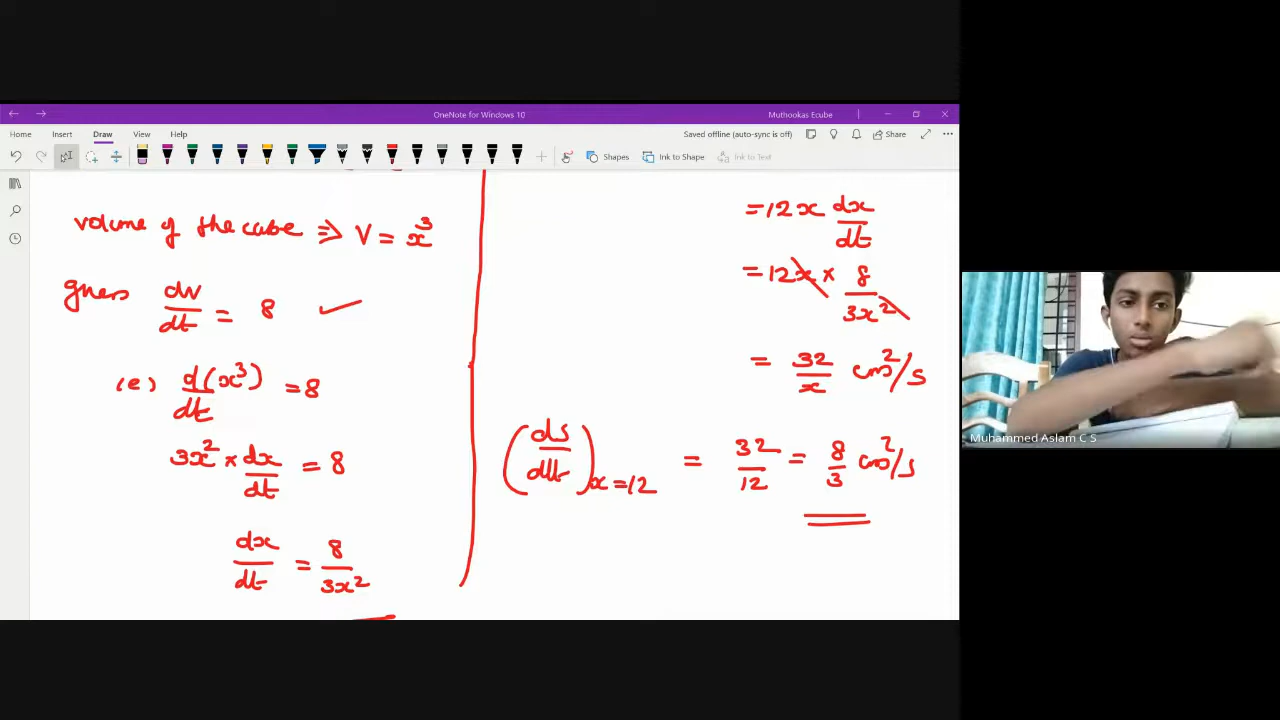 OneNote for Windows 10
Muthookas Ecube
Home Insert Draw View Help
Saved offline (auto-sync is off)
Share
Shapes
Ink to Shape
Ink to Text
volume of the cube ⇒ V = x³
given dv/dt = 8 ✓
(e) d(x³)/dt = 8
3x² × dx/dt = 8
dx/dt = 8/3x²
= 12x dx/dt
= 12x × 8/3x²
= 32/x cm²/s
(ds/dt)x=12 = 32/12 = 8/3 cm²/s
Muhammed Aslam C S